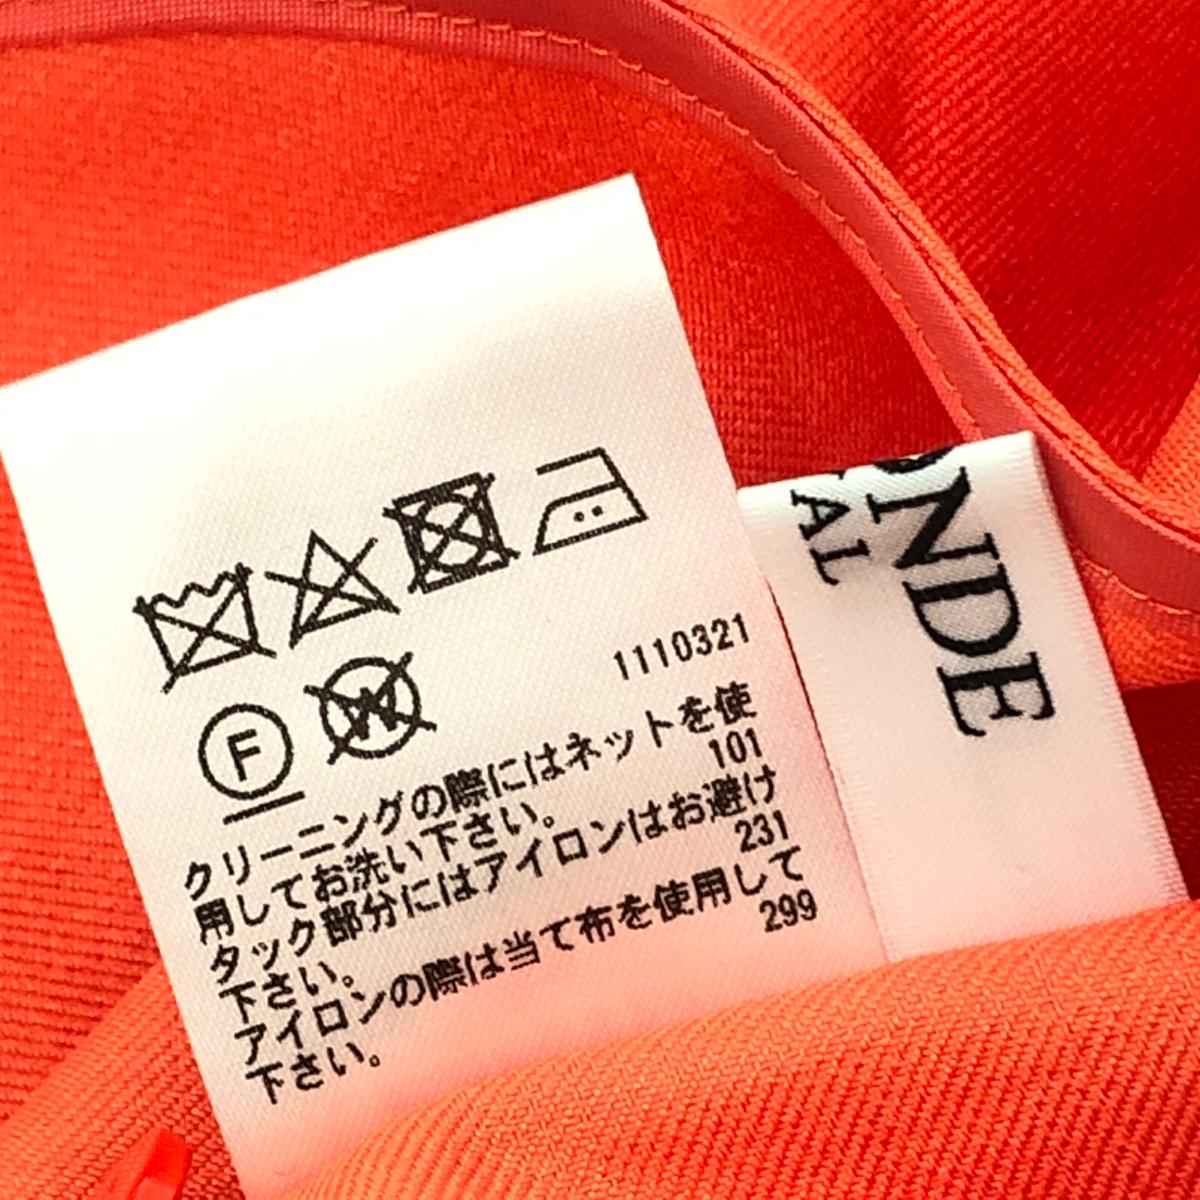 F
W
1110321
クリーニングの際にはネットを使
101
用してお洗い下さい。
タック部分にはアイロンはお避け
231
下さい。
アイロンの際は当て布を使用して
299
下さい。